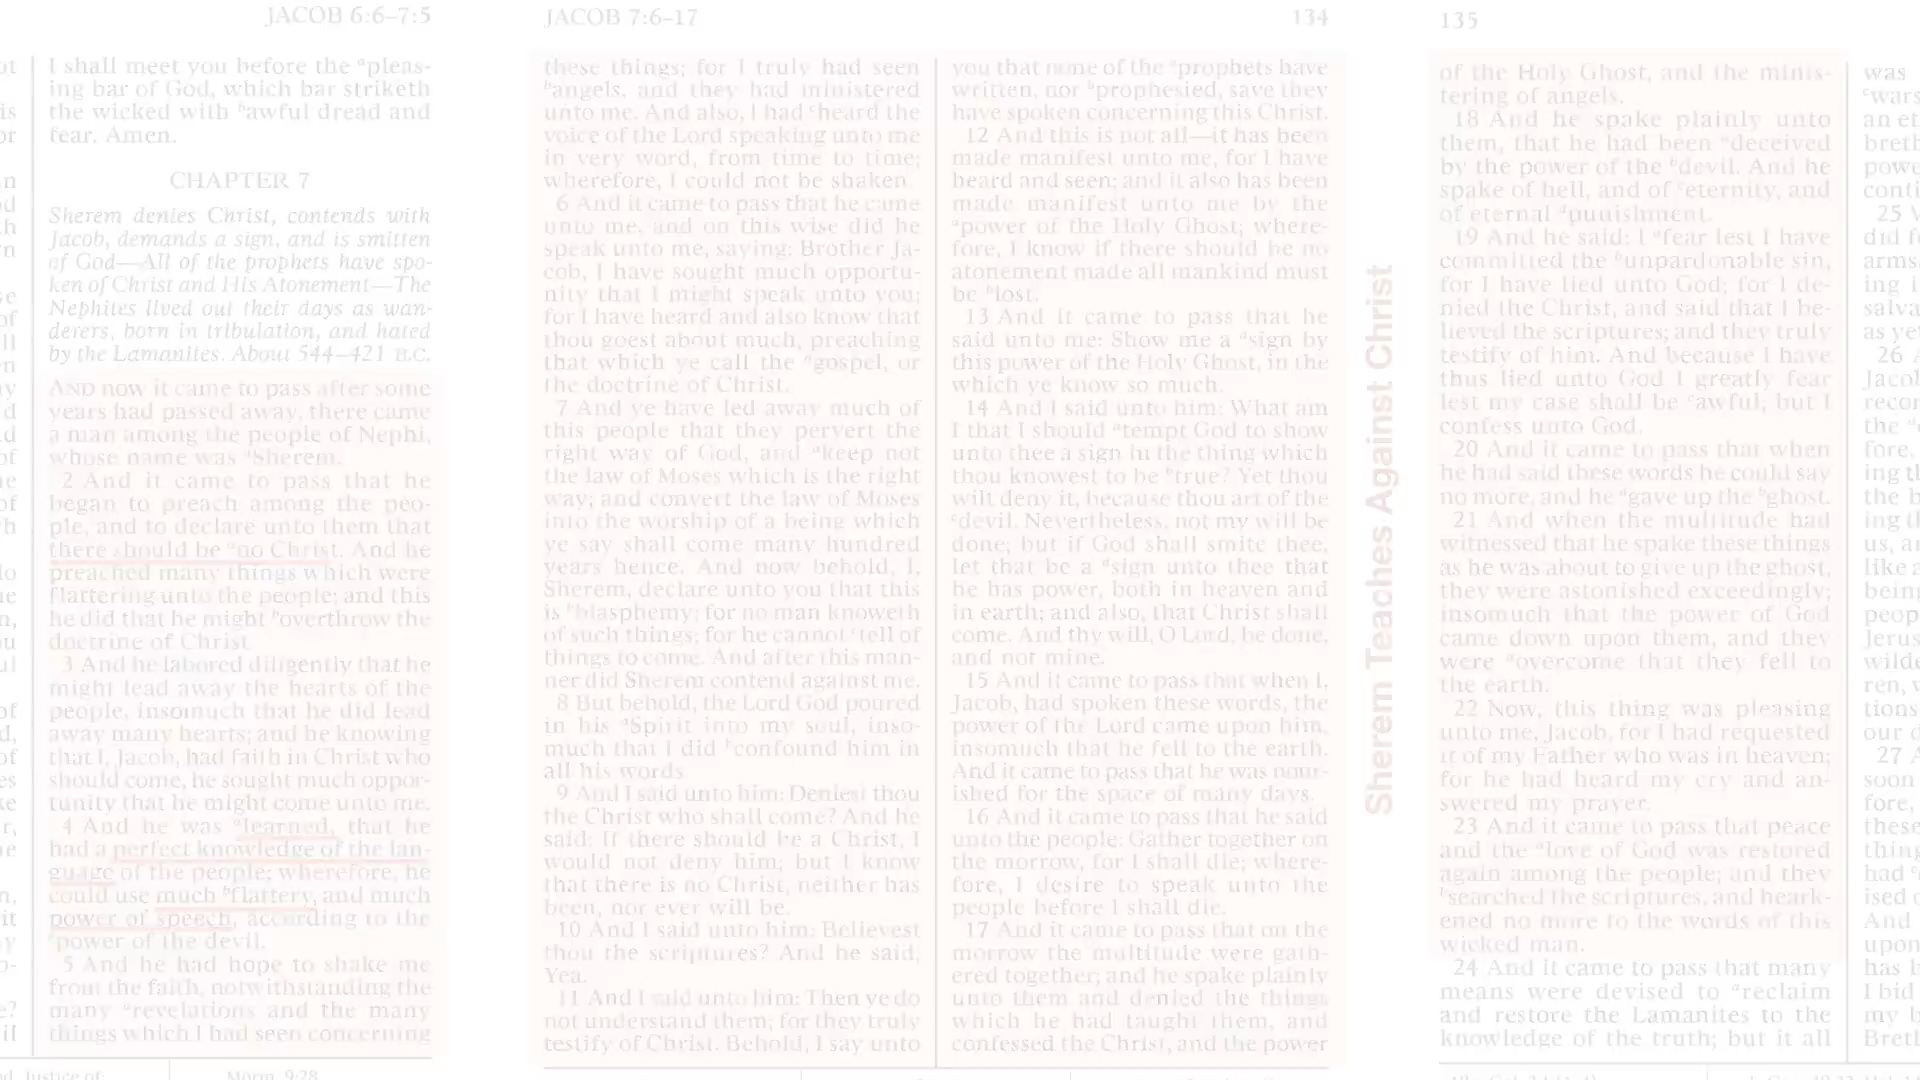 JACOB 6:6–7:5
I shall meet you before the ᵃpleas-
ing bar of God, which bar striketh
the wicked with ᵇawful dread and
fear. Amen.
CHAPTER 7
Sherem denies Christ, contends with
Jacob, demands a sign, and is smitten
of God—All of the prophets have spo-
ken of Christ and His Atonement—The
Nephites lived out their days as wan-
derers, born in tribulation, and hated
by the Lamanites. About 544–421 B.C.
AND now it came to pass after some
years had passed away, there came
a man among the people of Nephi,
whose name was ᵃSherem.
2 And it came to pass that he
began to preach among the peo-
ple, and to declare unto them that
there should be ᵃno Christ. And he
preached many things which were
flattering unto the people; and this
he did that he might ᵇoverthrow the
doctrine of Christ.
3 And he labored diligently that he
might lead away the hearts of the
people, insomuch that he did lead
away many hearts; and he knowing
that I, Jacob, had faith in Christ who
should come, he sought much oppor-
tunity that he might come unto me.
4 And he was ᵃlearned, that he
had a perfect knowledge of the lan-
guage of the people; wherefore, he
could use much ᵇflattery, and much
power of speech, according to the
ᶜpower of the devil.
5 And he had hope to shake me
from the faith, notwithstanding the
many ᵃrevelations and the many
things which I had seen concerning
Justice of;
Morm. 9:28
JACOB 7:6–17
134
these things; for I truly had seen
ᵇangels, and they had ministered
unto me. And also, I had ᶜheard the
voice of the Lord speaking unto me
in very word, from time to time;
wherefore, I could not be shaken.
6 And it came to pass that he came
unto me, and on this wise did he
speak unto me, saying: Brother Ja-
cob, I have sought much opportu-
nity that I might speak unto you;
for I have heard and also know that
thou goest about much, preaching
that which ye call the ᵃgospel, or
the doctrine of Christ.
7 And ye have led away much of
this people that they pervert the
right way of God, and ᵃkeep not
the law of Moses which is the right
way; and convert the law of Moses
into the worship of a being which
ye say shall come many hundred
years hence. And now behold, I,
Sherem, declare unto you that this
is ᵇblasphemy; for no man knoweth
of such things; for he cannot ᶜtell of
things to come. And after this man-
ner did Sherem contend against me.
8 But behold, the Lord God poured
in his ᵃSpirit into my soul, inso-
much that I did ᵇconfound him in
all his words.
9 And I said unto him: Deniest thou
the Christ who shall come? And he
said: If there should be a Christ, I
would not deny him; but I know
that there is no Christ, neither has
been, nor ever will be.
10 And I said unto him: Believest
thou the scriptures? And he said,
Yea.
11 And I said unto him: Then ye do
not understand them; for they truly
testify of Christ. Behold, I say unto
you that none of the ᵃprophets have
written, nor ᵇprophesied, save they
have spoken concerning this Christ.
12 And this is not all—it has been
made manifest unto me, for I have
heard and seen; and it also has been
made manifest unto me by the
ᵃpower of the Holy Ghost; where-
fore, I know if there should be no
atonement made all mankind must
be ᵇlost.
13 And it came to pass that he
said unto me: Show me a ᵃsign by
this power of the Holy Ghost, in the
which ye know so much.
14 And I said unto him: What am
I that I should ᵃtempt God to show
unto thee a sign in the thing which
thou knowest to be ᵇtrue? Yet thou
wilt deny it, because thou art of the
ᶜdevil. Nevertheless, not my will be
done; but if God shall smite thee,
let that be a ᵈsign unto thee that
he has power, both in heaven and
in earth; and also, that Christ shall
come. And thy will, O Lord, be done,
and not mine.
15 And it came to pass that when I,
Jacob, had spoken these words, the
power of the Lord came upon him,
insomuch that he fell to the earth.
And it came to pass that he was nour-
ished for the space of many days.
16 And it came to pass that he said
unto the people: Gather together on
the morrow, for I shall die; where-
fore, I desire to speak unto the
people before I shall die.
17 And it came to pass that on the
morrow the multitude were gath-
ered together; and he spake plainly
unto them and denied the things
which he had taught them, and
confessed the Christ, and the power
Sherem Teaches Against Christ
135
of the Holy Ghost, and the minis-
tering of angels.
18 And he spake plainly unto
them, that he had been ᵃdeceived
by the power of the ᵇdevil. And he
spake of hell, and of ᶜeternity, and
of eternal ᵈpunishment.
19 And he said: I ᵃfear lest I have
committed the ᵇunpardonable sin,
for I have lied unto God; for I de-
nied the Christ, and said that I be-
lieved the scriptures; and they truly
testify of him. And because I have
thus lied unto God I greatly fear
lest my case shall be ᶜawful; but I
confess unto God.
20 And it came to pass that when
he had said these words he could say
no more, and he ᵃgave up the ᵇghost.
21 And when the multitude had
witnessed that he spake these things
as he was about to give up the ghost,
they were astonished exceedingly;
insomuch that the power of God
came down upon them, and they
were ᵃovercome that they fell to
the earth.
22 Now, this thing was pleasing
unto me, Jacob, for I had requested
it of my Father who was in heaven;
for he had heard my cry and an-
swered my prayer.
23 And it came to pass that peace
and the ᵃlove of God was restored
again among the people; and they
ᵇsearched the scriptures, and heark-
ened no more to the words of this
wicked man.
24 And it came to pass that many
means were devised to ᵃreclaim
and restore the Lamanites to the
knowledge of the truth; but it all